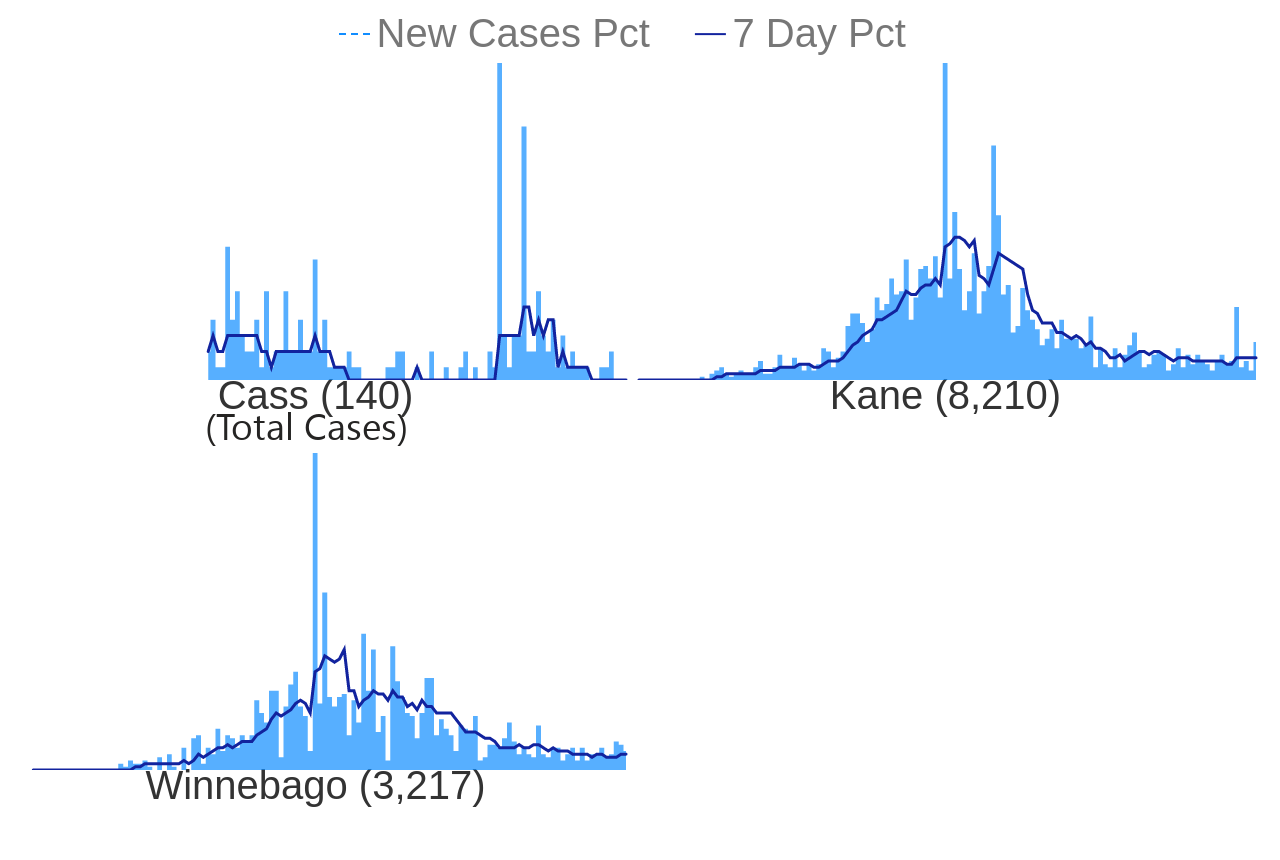 New Cases Pct 7 Day Pct
Cass (140) Kane (8,210)
(Total Cases)
Winnebago (3,217)